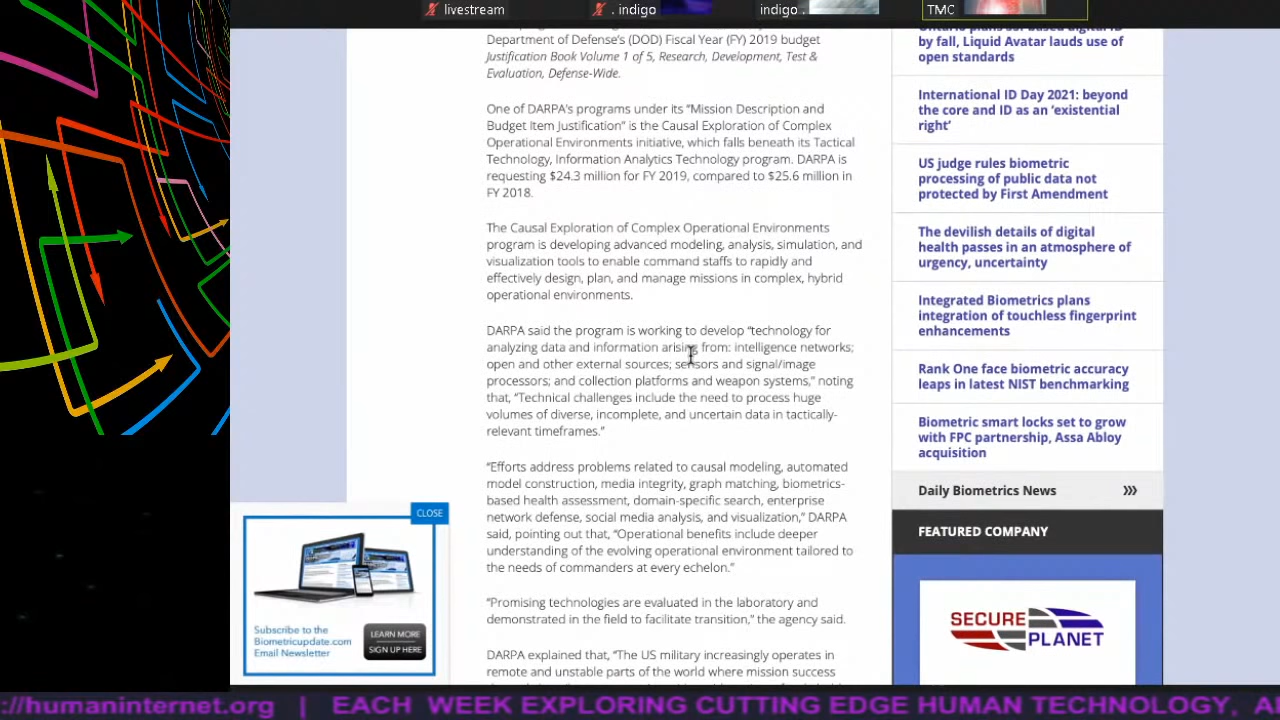 livestream
. indigo
indigo .
TMC
Department of Defense's (DOD) Fiscal Year (FY) 2019 budget
Justification Book Volume 1 of 5, Research, Development, Test &
Evaluation, Defense-Wide.
One of DARPA's programs under its “Mission Description and
Budget Item Justification” is the Causal Exploration of Complex
Operational Environments initiative, which falls beneath its Tactical
Technology, Information Analytics Technology program. DARPA is
requesting $24.3 million for FY 2019, compared to $25.6 million in
FY 2018.
The Causal Exploration of Complex Operational Environments
program is developing advanced modeling, analysis, simulation, and
visualization tools to enable command staffs to rapidly and
effectively design, plan, and manage missions in complex, hybrid
operational environments.
DARPA said the program is working to develop “technology for
analyzing data and information arising from: intelligence networks;
open and other external sources; sensors and signal/image
processors; and collection platforms and weapon systems,” noting
that, “Technical challenges include the need to process huge
volumes of diverse, incomplete, and uncertain data in tactically-
relevant timeframes.”
“Efforts address problems related to causal modeling, automated
model construction, media integrity, graph matching, biometrics-
based health assessment, domain-specific search, enterprise
network defense, social media analysis, and visualization,” DARPA
said, pointing out that, “Operational benefits include deeper
understanding of the evolving operational environment tailored to
the needs of commanders at every echelon.”
“Promising technologies are evaluated in the laboratory and
demonstrated in the field to facilitate transition,” the agency said.
DARPA explained that, “The US military increasingly operates in
remote and unstable parts of the world where mission success
by fall, Liquid Avatar lauds use of
open standards
International ID Day 2021: beyond
the core and ID as an ‘existential
right’
US judge rules biometric
processing of public data not
protected by First Amendment
The devilish details of digital
health passes in an atmosphere of
urgency, uncertainty
Integrated Biometrics plans
integration of touchless fingerprint
enhancements
Rank One face biometric accuracy
leaps in latest NIST benchmarking
Biometric smart locks set to grow
with FPC partnership, Assa Abloy
acquisition
Daily Biometrics News
FEATURED COMPANY
SECURE
PLANET
CLOSE
Subscribe to the
Biometricupdate.com
Email Newsletter
LEARN MORE
SIGN UP HERE
://humaninternet.org | EACH WEEK EXPLORING CUTTING EDGE HUMAN TECHNOLOGY,